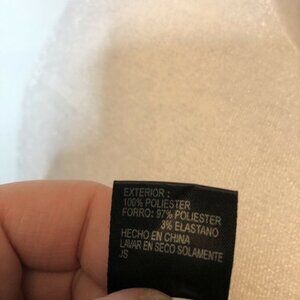 EXTERIOR :
100% POLIESTER
FORRO: 97% POLIESTER
3% ELASTANO
HECHO EN CHINA
LAVAR EN SECO SOLAMENTE
JS